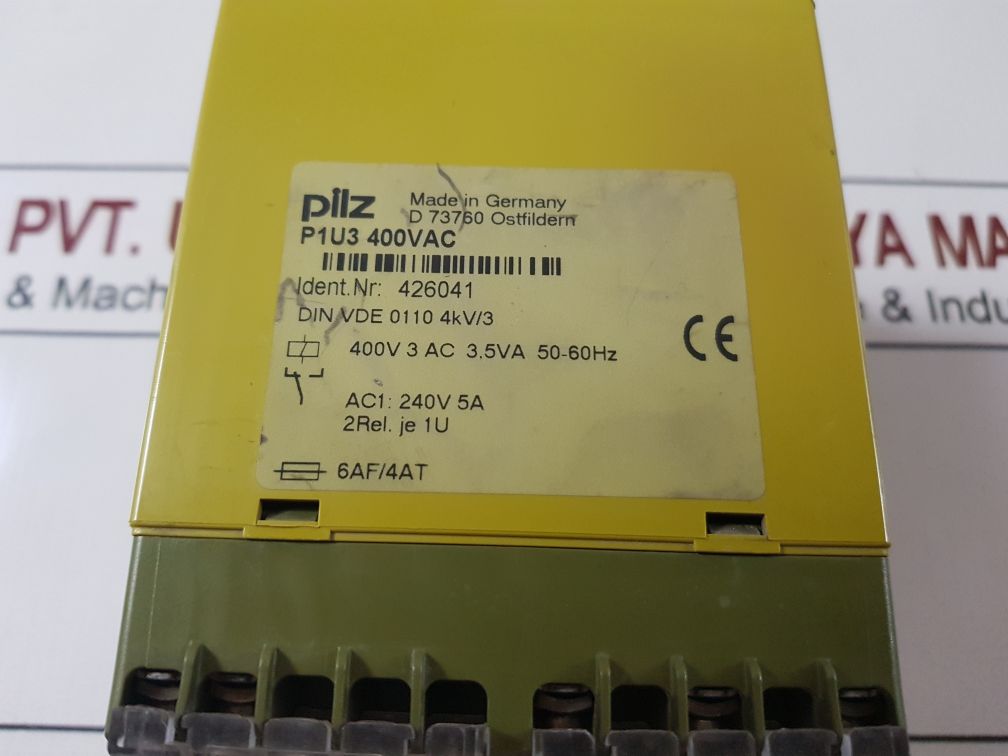 PVT.
& Mach
YA MA
& Indu
pilz
Made in Germany
D 73760 Ostfildern
P1U3 400VAC
Ident.Nr: 426041
DIN VDE 0110 4kV/3
400V 3 AC 3.5VA 50-60Hz
CE
AC1: 240V 5A
2Rel. je 1U
6AF/4AT